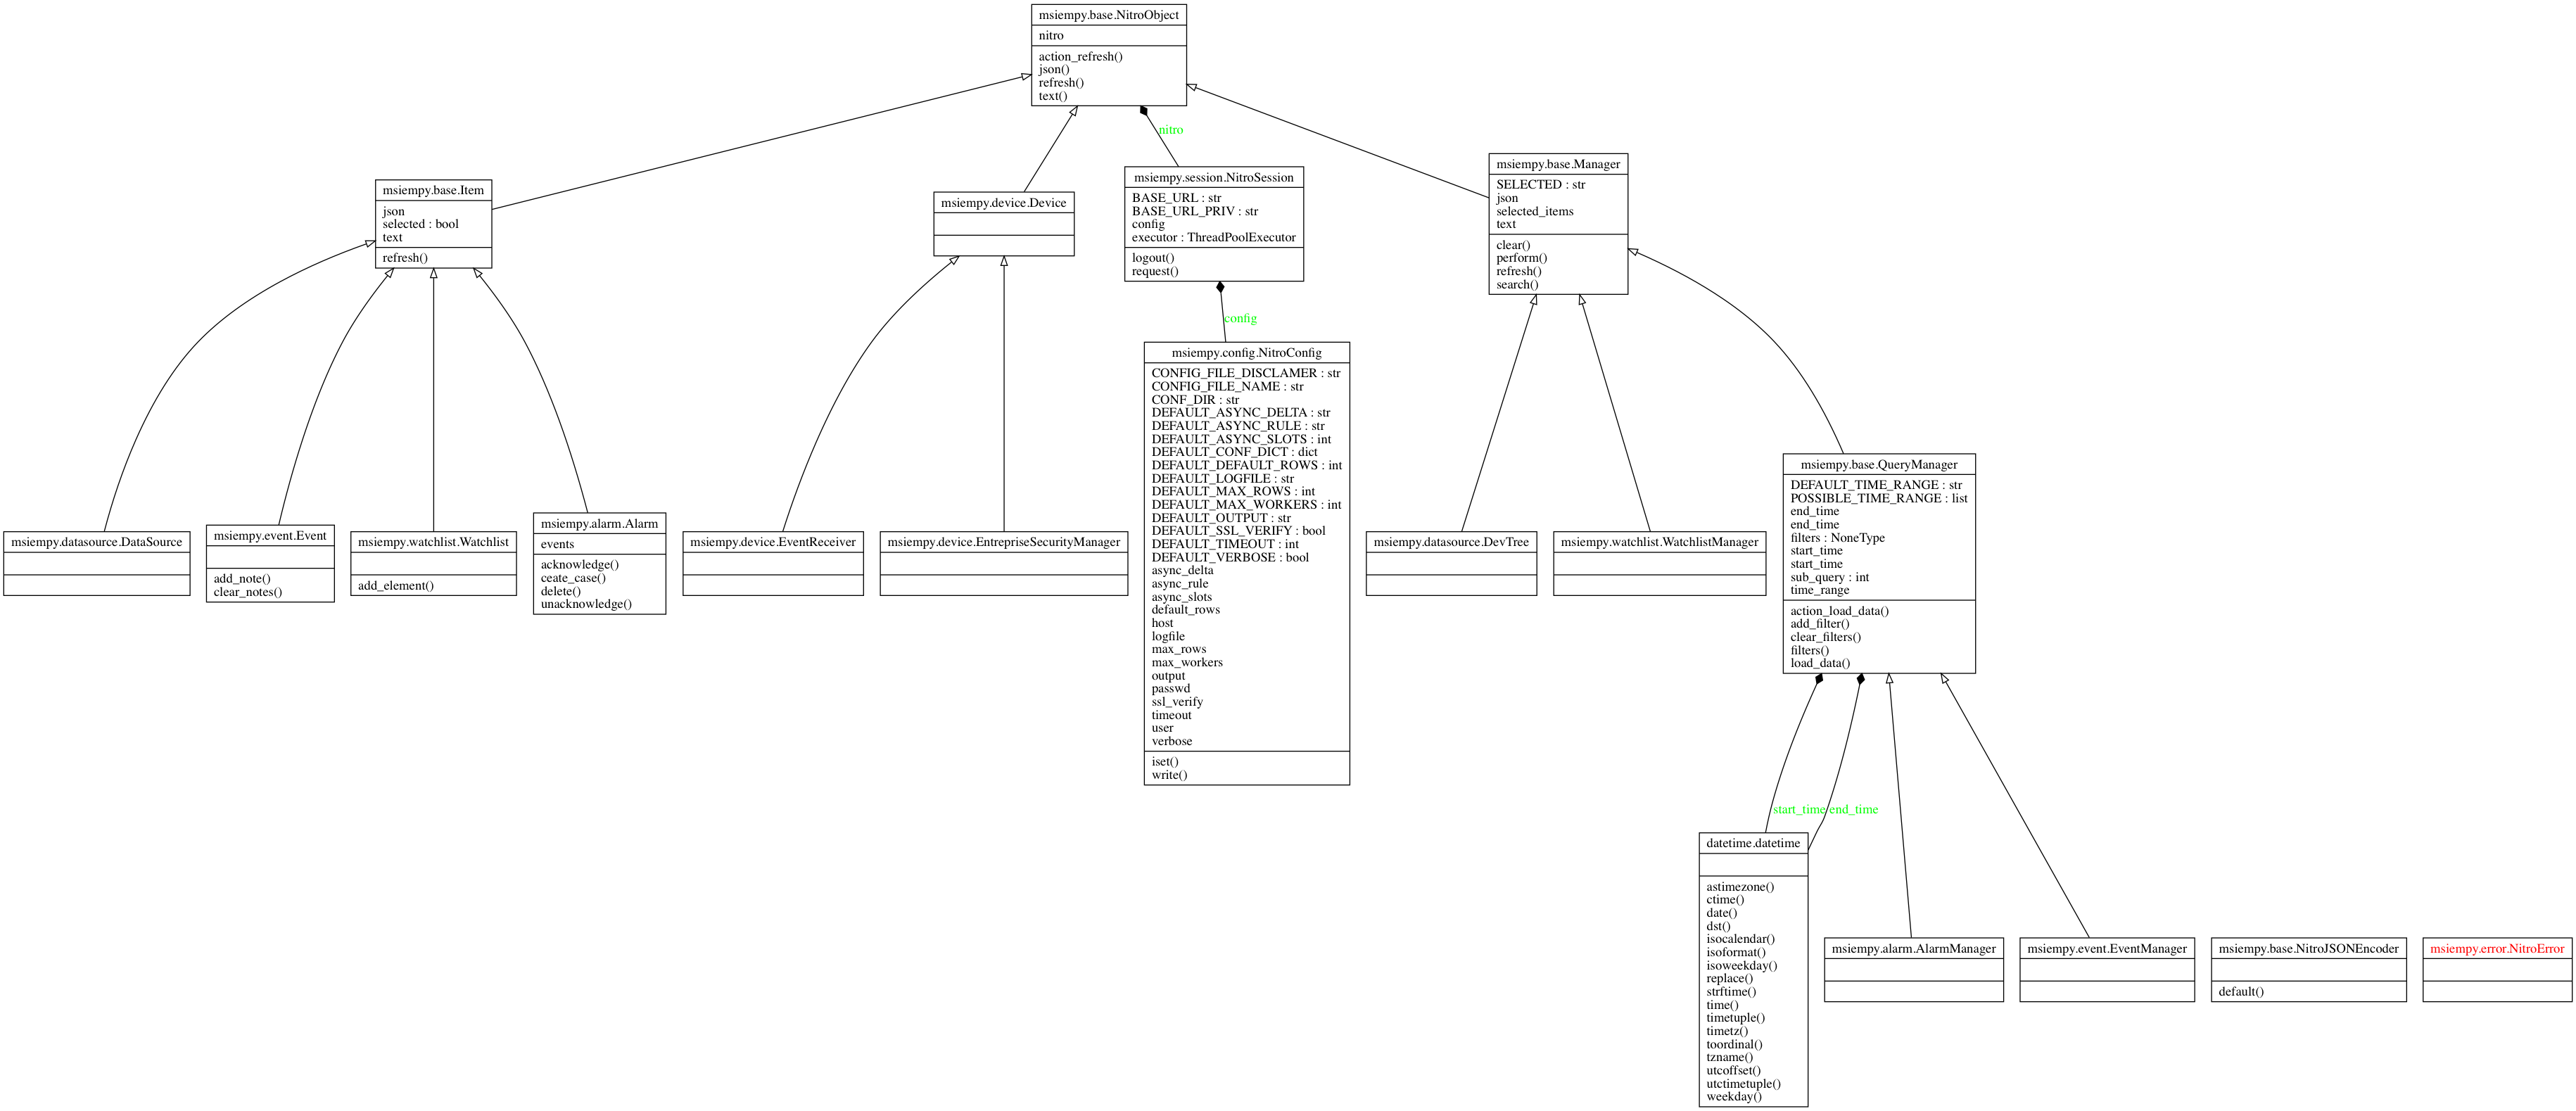 msiempy.base.NitroObject
nitro
action_refresh()
json()
refresh()
text()
nitro
msiempy.base.Item
json
selected : bool
text
refresh()
msiempy.device.Device
msiempy.session.NitroSession
BASE_URL : str
BASE_URL_PRIV : str
config
executor : ThreadPoolExecutor
logout()
request()
msiempy.base.Manager
SELECTED : str
json
selected_items
text
clear()
perform()
refresh()
search()
config
msiempy.datasource.DataSource
msiempy.event.Event
add_note()
clear_notes()
msiempy.watchlist.Watchlist
add_element()
msiempy.alarm.Alarm
events
acknowledge()
ceate_case()
delete()
unacknowledge()
msiempy.device.EventReceiver
msiempy.device.EntrepriseSecurityManager
msiempy.config.NitroConfig
CONFIG_FILE_DISCLAMER : str
CONFIG_FILE_NAME : str
CONF_DIR : str
DEFAULT_ASYNC_DELTA : str
DEFAULT_ASYNC_RULE : str
DEFAULT_ASYNC_SLOTS : int
DEFAULT_CONF_DICT : dict
DEFAULT_DEFAULT_ROWS : int
DEFAULT_LOGFILE : str
DEFAULT_MAX_ROWS : int
DEFAULT_MAX_WORKERS : int
DEFAULT_OUTPUT : str
DEFAULT_SSL_VERIFY : bool
DEFAULT_TIMEOUT : int
DEFAULT_VERBOSE : bool
async_delta
async_rule
async_slots
default_rows
host
logfile
max_rows
max_workers
output
passwd
ssl_verify
timeout
user
verbose
iset()
write()
msiempy.datasource.DevTree
msiempy.watchlist.WatchlistManager
msiempy.base.QueryManager
DEFAULT_TIME_RANGE : str
POSSIBLE_TIME_RANGE : list
end_time
end_time
filters : NoneType
start_time
start_time
sub_query : int
time_range
action_load_data()
add_filter()
clear_filters()
filters()
load_data()
start_time
end_time
datetime.datetime
astimezone()
ctime()
date()
dst()
isocalendar()
isoformat()
isoweekday()
replace()
strftime()
time()
timetuple()
timetz()
toordinal()
tzname()
utcoffset()
utctimetuple()
weekday()
msiempy.alarm.AlarmManager
msiempy.event.EventManager
msiempy.base.NitroJSONEncoder
default()
msiempy.error.NitroError